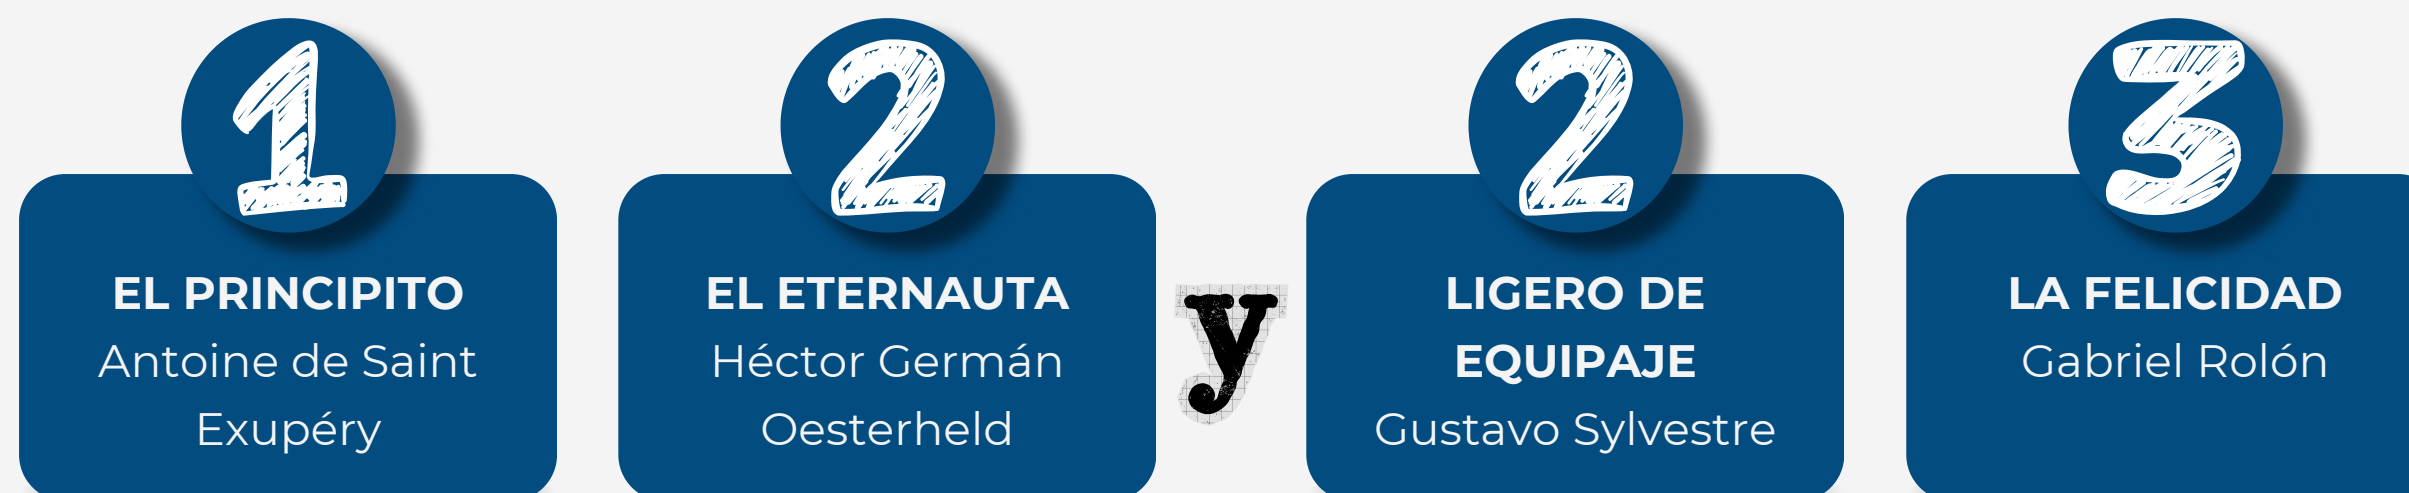 1
EL PRINCIPITO
Antoine de Saint
Exupéry
2
EL ETERNAUTA
Héctor Germán
Oesterheld
y
2
LIGERO DE
EQUIPAJE
Gustavo Sylvestre
3
LA FELICIDAD
Gabriel Rolón